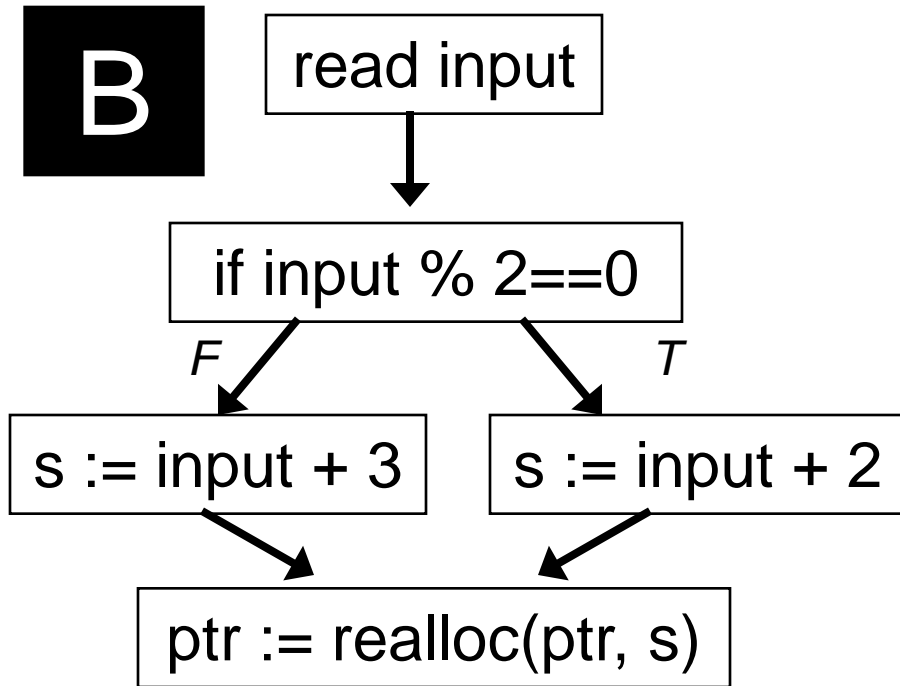 B
read input
if input % 2==0
F
T
s := input + 3
s := input + 2
ptr := realloc(ptr, s)